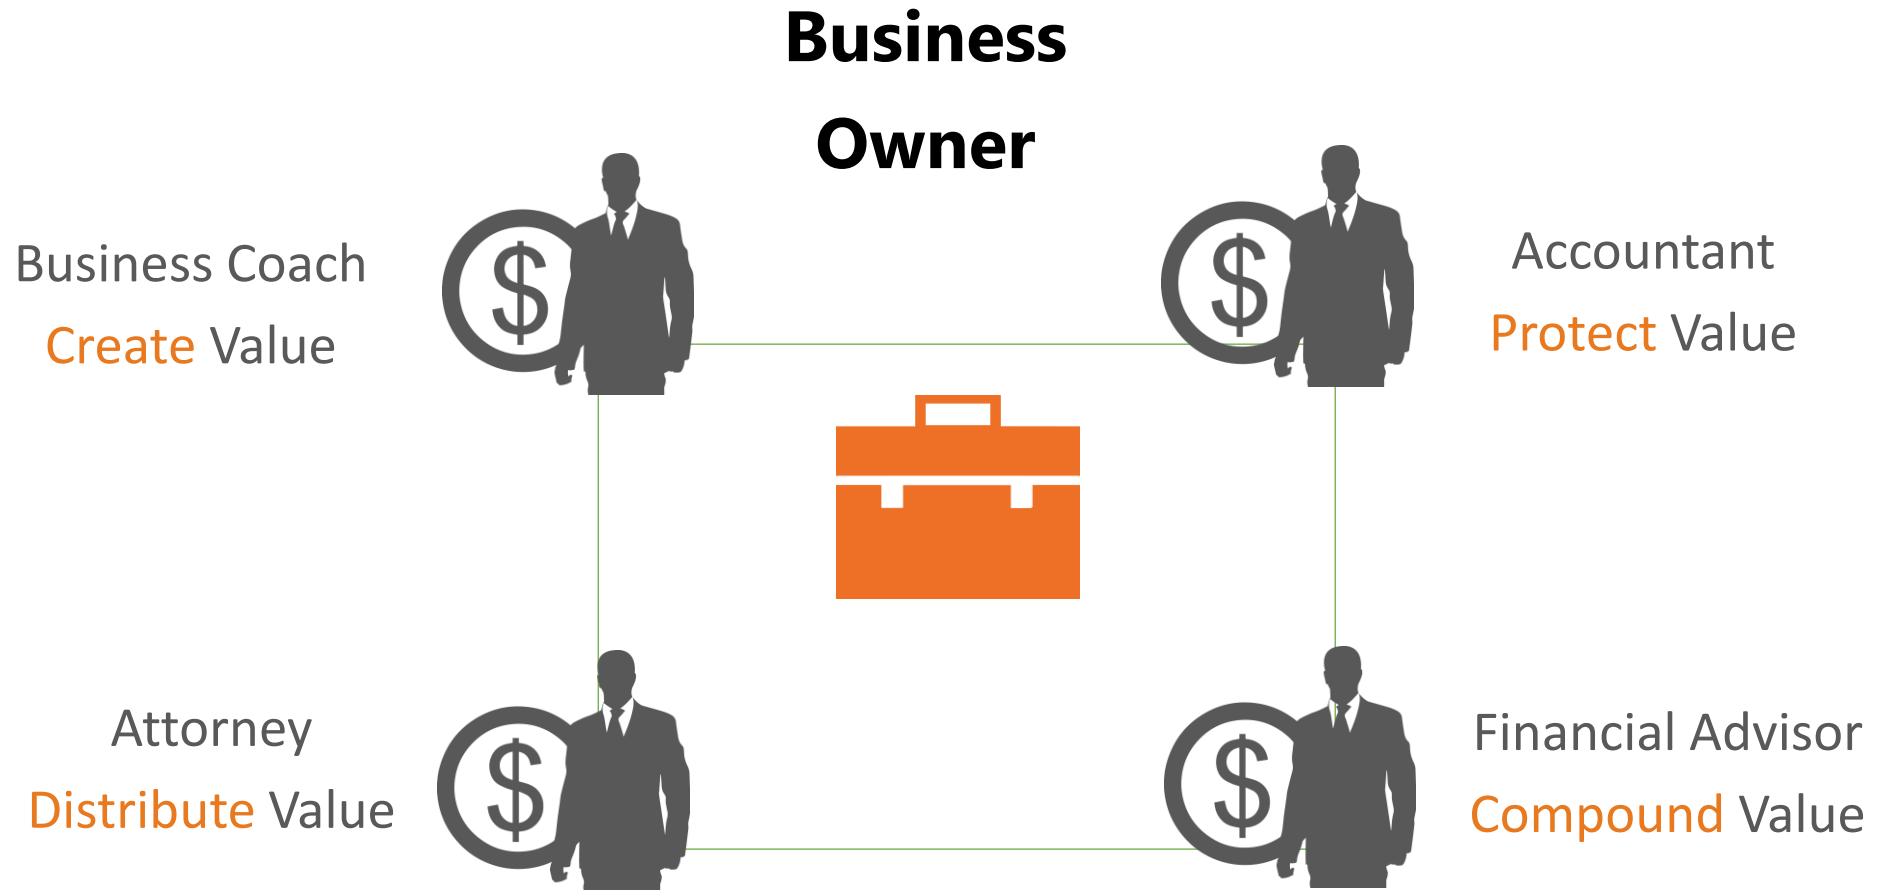 Business
Owner
Business Coach
Create Value
Accountant
Protect Value
$
$
Attorney
Distribute Value
Financial Advisor
Compound Value
$
$